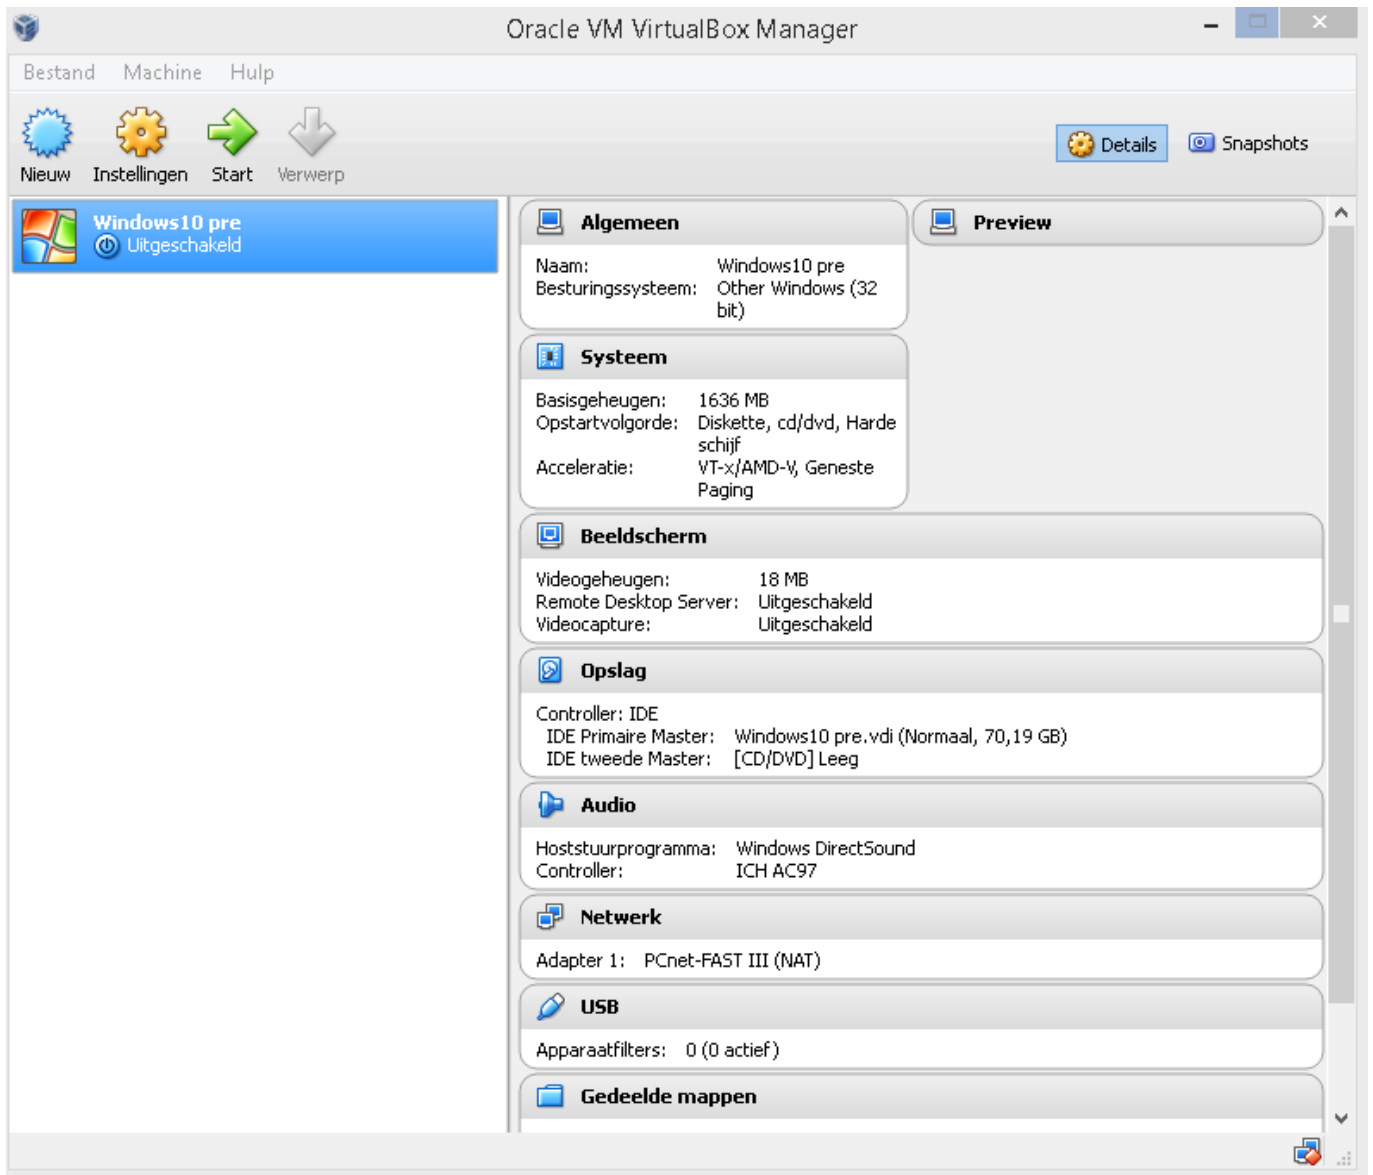 Oracle VM VirtualBox Manager
Bestand Machine Hulp
Nieuw Instellingen Start Verwerp
Details Snapshots
Windows10 pre
Uitgeschakeld
Algemeen
Naam: Windows10 pre
Besturingssysteem: Other Windows (32
bit)
Preview
Systeem
Basisgeheugen: 1636 MB
Opstartvolgorde: Diskette, cd/dvd, Harde
schijf
Acceleratie: VT-x/AMD-V, Geneste
Paging
Beeldscherm
Videogeheugen: 18 MB
Remote Desktop Server: Uitgeschakeld
Videocapture: Uitgeschakeld
Opslag
Controller: IDE
IDE Primaire Master: Windows10 pre.vdi (Normaal, 70,19 GB)
IDE tweede Master: [CD/DVD] Leeg
Audio
Hoststuurprogramma: Windows DirectSound
Controller: ICH AC97
Netwerk
Adapter 1: PCnet-FAST III (NAT)
USB
Apparaatfilters: 0 (0 actief)
Gedeelde mappen